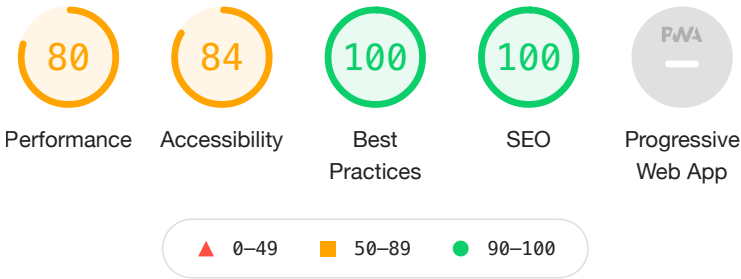 80 84 100 100 PWA
Performance Accessibility Best Practices SEO Progressive Web App
0–49 50–89 90–100